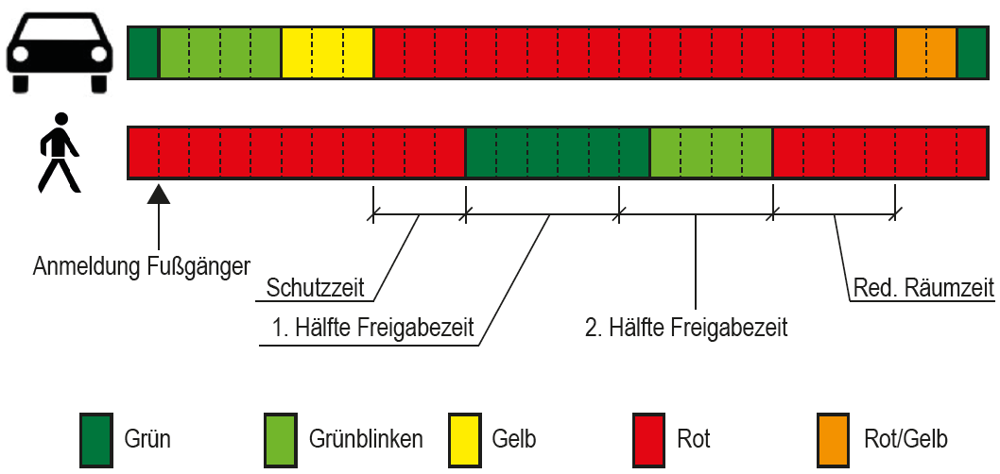 Anmeldung Fußgänger
Schutzzeit
Red. Räumzeit
1. Hälfte Freigabezeit
2. Hälfte Freigabezeit
Grün
Grünblinken
Gelb
Rot
Rot/Gelb